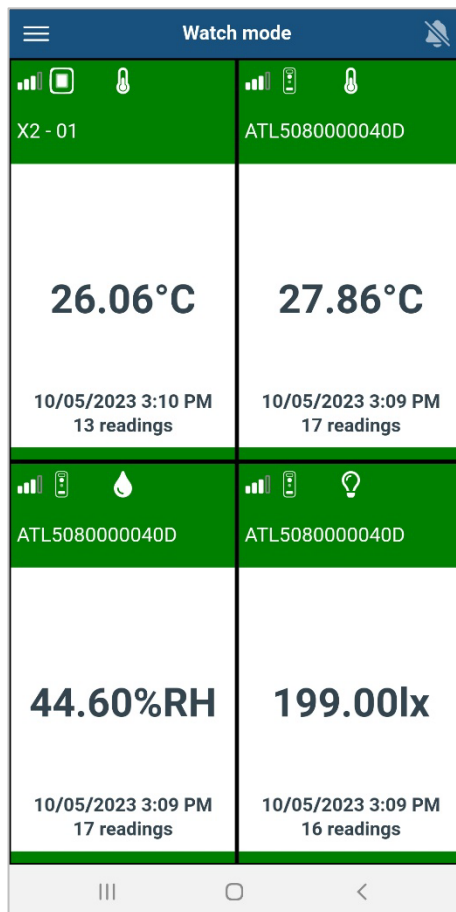 Watch mode
X2 - 01
26.06°C
10/05/2023 3:10 PM
13 readings
ATL5080000040D
27.86°C
10/05/2023 3:09 PM
17 readings
ATL5080000040D
44.60%RH
10/05/2023 3:09 PM
17 readings
ATL5080000040D
199.00lx
10/05/2023 3:09 PM
16 readings